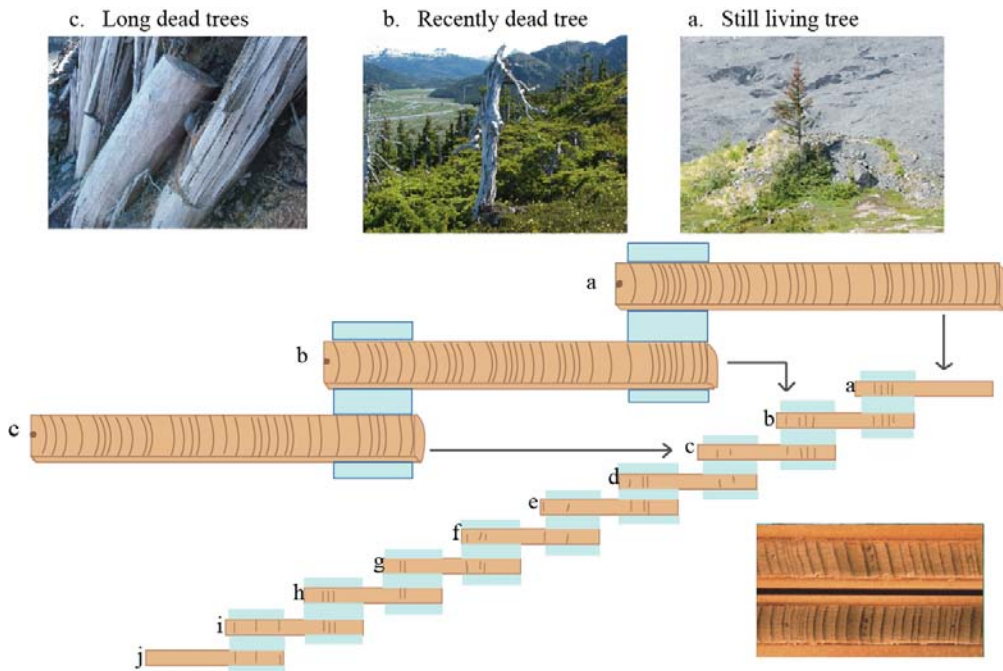 c. Long dead trees
b. Recently dead tree
a. Still living tree
a
b
c
a
b
c
d
e
f
g
h
i
j